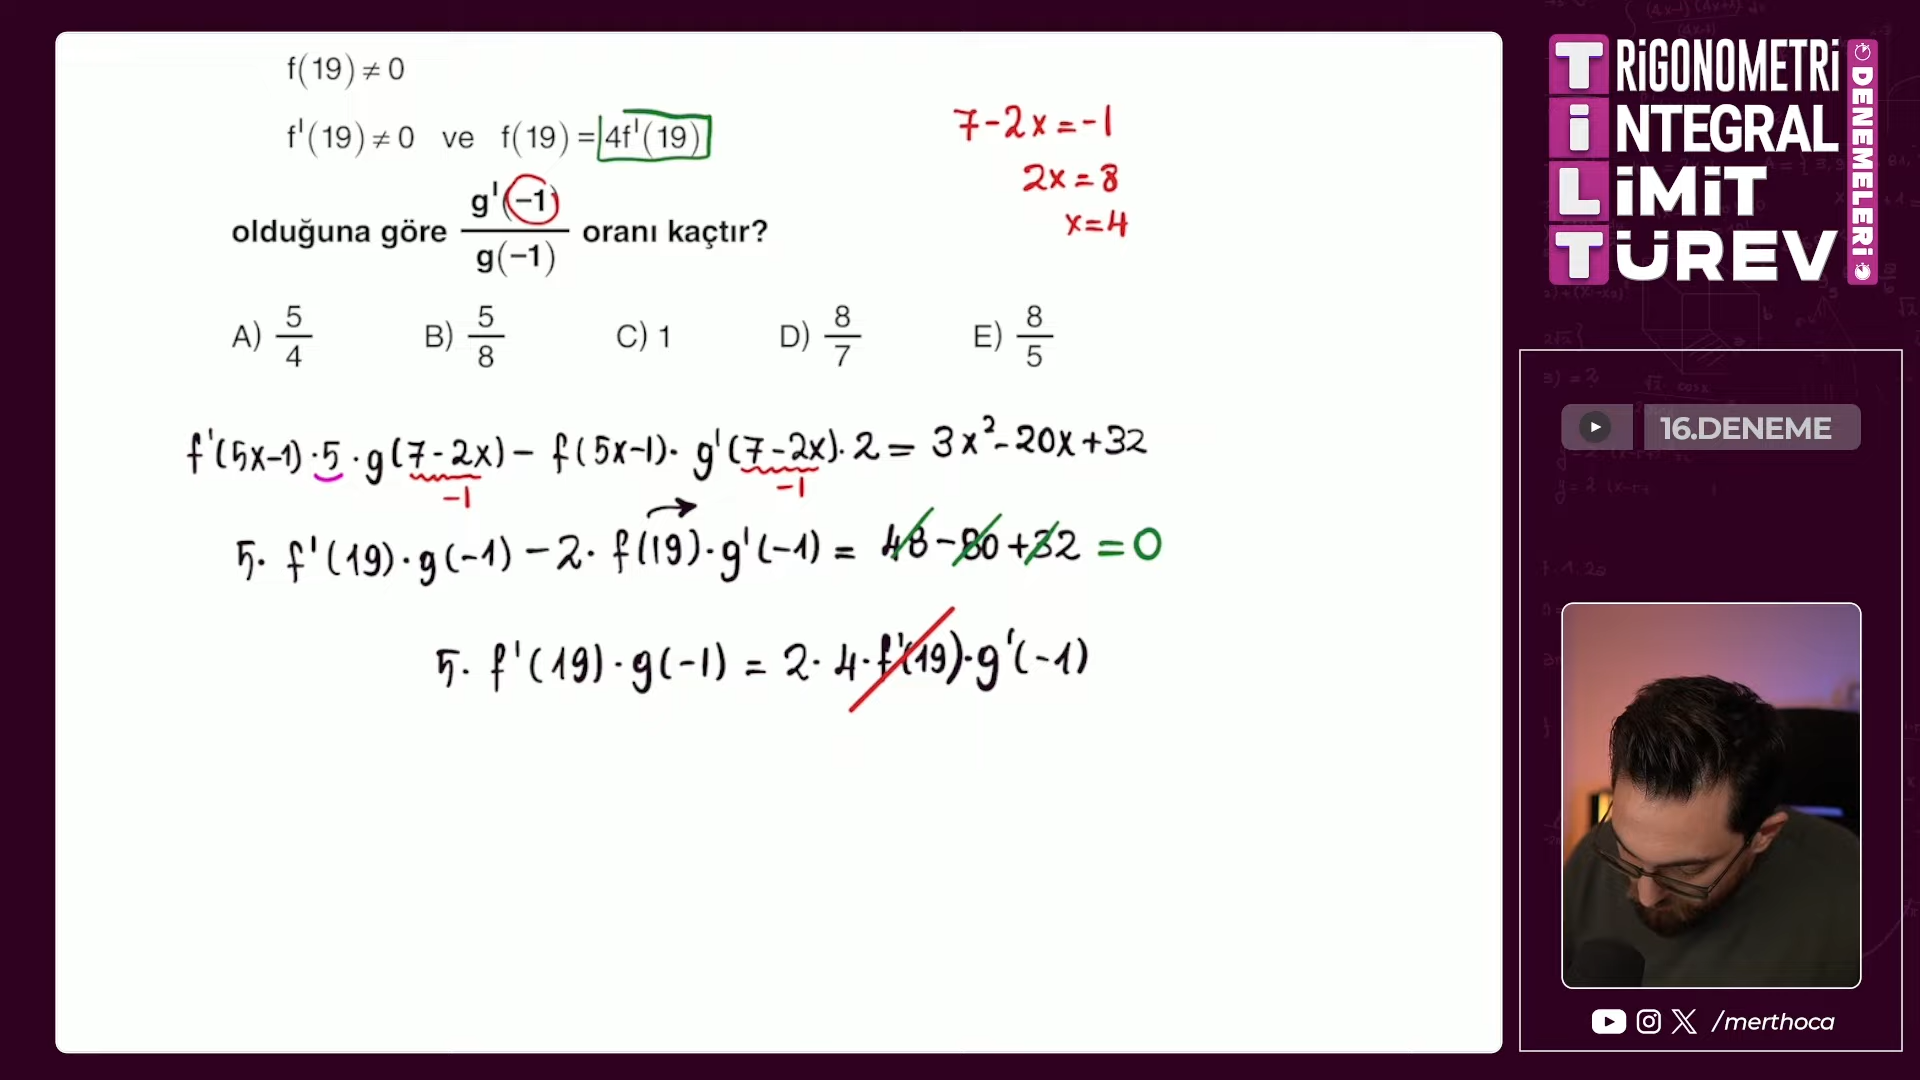 f(19) ≠ 0
f'(19) ≠ 0 ve f(19) = 4f'(19)
olduğuna göre g'(−1) / g(−1) oranı kaçtır?
A) 5/4 B) 5/8 C) 1 D) 8/7 E) 8/5
7-2x=-1
2x=8
x=4
f'(5x-1)·5·g(7-2x) - f(5x-1)·g'(7-2x)·2 = 3x²-20x+32
-1 -1
5·f'(19)·g(-1) - 2·f(19)·g'(-1) = 48-80+32 = 0
5·f'(19)·g(-1) = 2·4·f'(19)·g'(-1)
TRiGONOMETRi
iNTEGRAL
LiMiT
TÜREV
DENEMELERi
16.DENEME
/merthoca